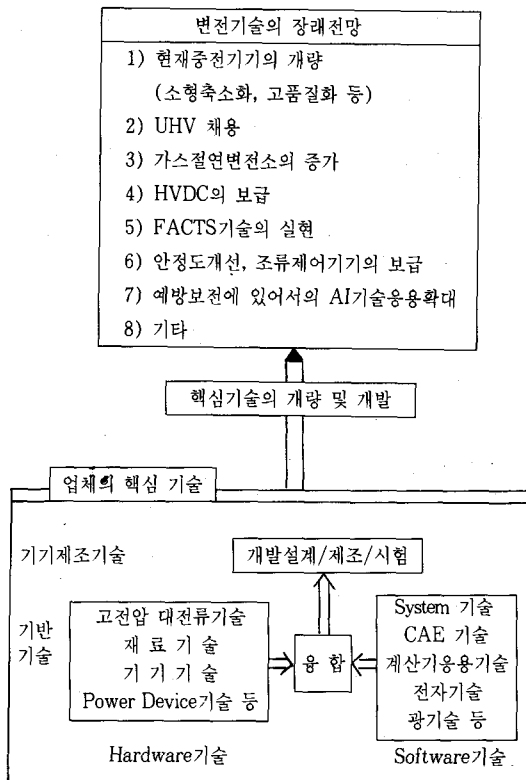 변전기술의 장래전망
1) 현재중전기기의 개량
(소형축소화, 고품질화 등)
2) UHV 채용
3) 가스절연변전소의 증가
4) HVDC의 보급
5) FACTS기술의 실현
6) 안정도개선, 조류제어기기의 보급
7) 예방보전에 있어서의 AI기술응용확대
8) 기타
핵심기술의 개량 및 개발
업체의 핵심 기술
기기제조기술
개발설계/제조/시험
기반
기술
고전압 대전류기술
재 료 기 술
기 기 기 술
Power Device기술 등
융 합
System 기술
CAE 기술
계산기응용기술
전자기술
광기술 등
Hardware기술
Software기술